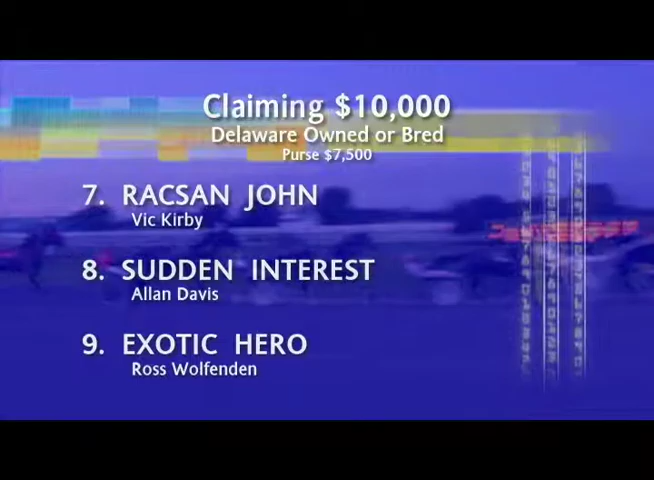 Claiming $10,000
Delaware Owned or Bred
Purse $7,500
7. RACSAN JOHN
Vic Kirby
8. SUDDEN INTEREST
Allan Davis
9. EXOTIC HERO
Ross Wolfenden